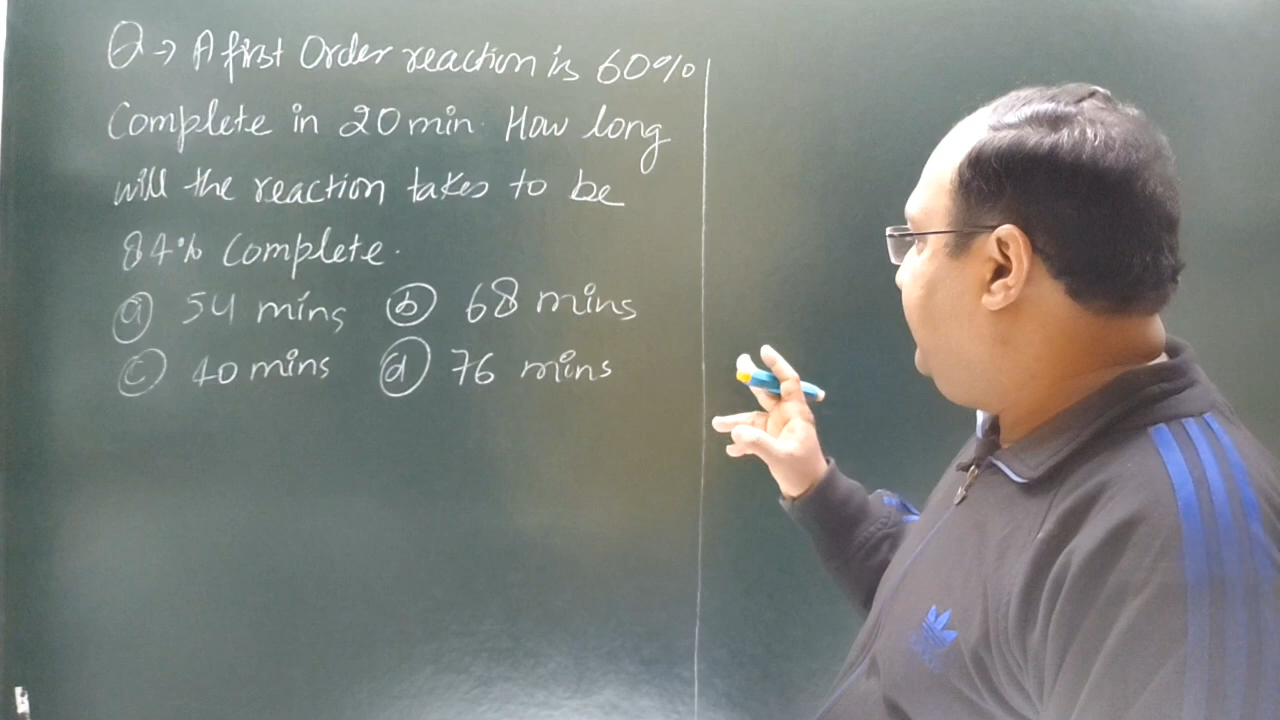 Q → A first Order reaction is 60%
Complete in 20 min. How long
will the reaction takes to be
84% Complete.
(a) 54 mins (b) 68 mins
(c) 40 mins (d) 76 mins